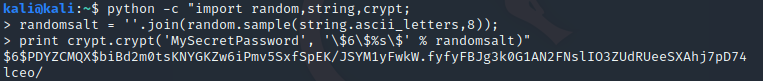 kali@kali:~$ python -c "import random,string,crypt;
> randomsalt = ''.join(random.sample(string.ascii_letters,8));
> print crypt.crypt('MySecretPassword', '\$6\$%s\$' % randomsalt)"
$6$PDYZCMQX$biBd2m0tsKNYGKZw6iPmv5SxfSpEK/JSYM1yFwkW.fyfyFBJg3k0G1AN2FNslIO3ZUdRUeeSXAhj7pD74
lceo/